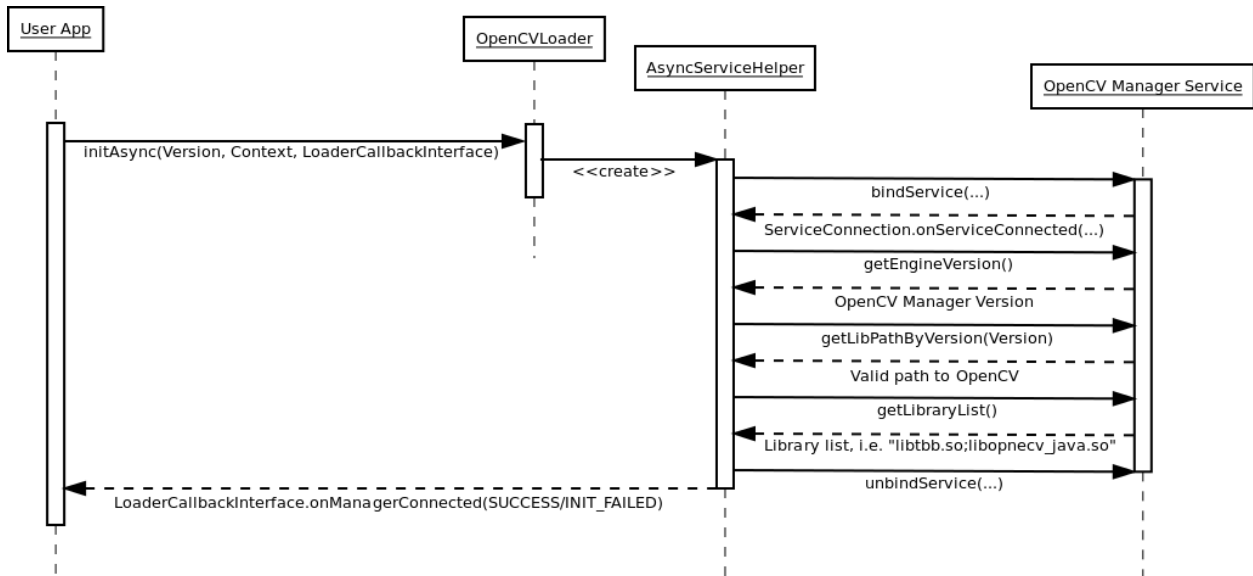 User App
OpenCVLoader
AsyncServiceHelper
OpenCV Manager Service
initAsync(Version, Context, LoaderCallbackInterface)
<<create>>
bindService(...)
ServiceConnection.onServiceConnected(...)
getEngineVersion()
OpenCV Manager Version
getLibPathByVersion(Version)
Valid path to OpenCV
getLibraryList()
Library list, i.e. "libtbb.so;libopnecv_java.so"
unbindService(...)
LoaderCallbackInterface.onManagerConnected(SUCCESS/INIT_FAILED)